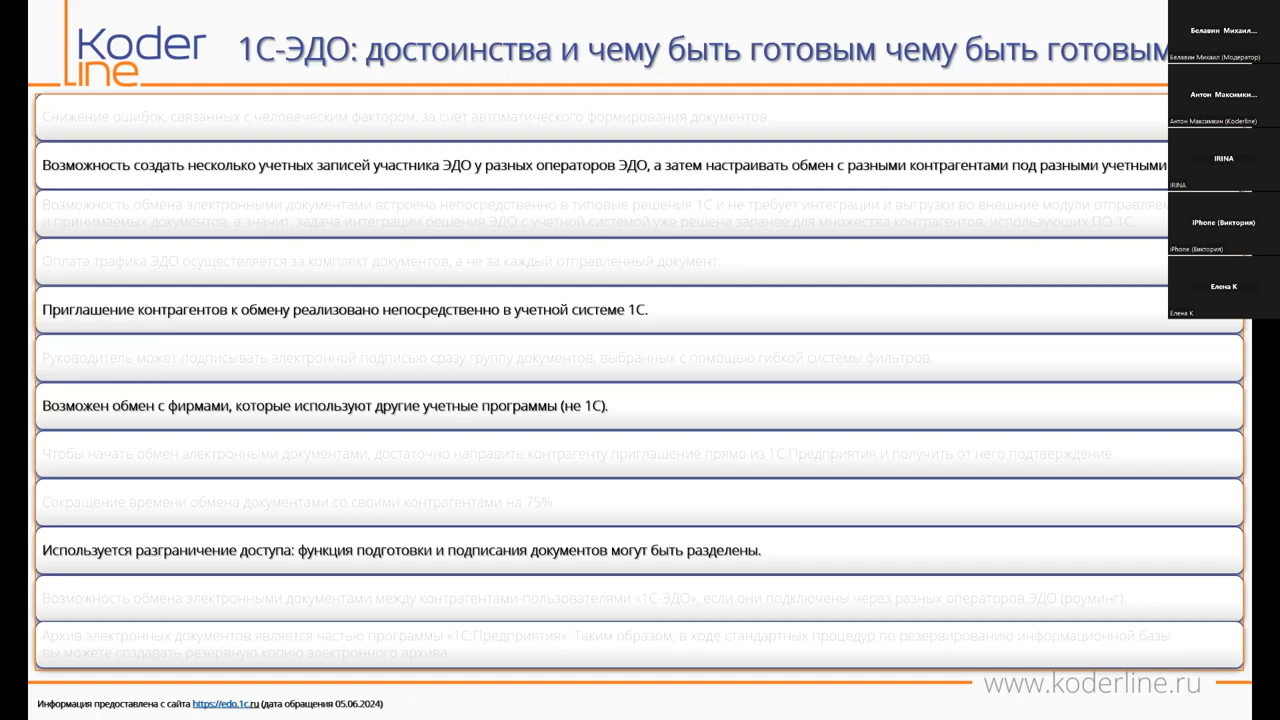 Koder
line
1С-ЭДО: достоинства и чему быть готовым чему быть готовым
Снижение ошибок, связанных с человеческим фактором, за счет автоматического формирования документов.
Возможность создать несколько учетных записей участника ЭДО у разных операторов ЭДО, а затем настраивать обмен с разными контрагентами под разными учетными
Возможность обмена электронными документами встроена непосредственно в типовые решения 1С и не требует интеграции и выгрузки во внешние модули отправляе
и принимаемых документов, а значит, задача интеграции решения ЭДО с учетной системой уже решена заранее для множества контрагентов, использующих ПО 1С.
Оплата трафика ЭДО осуществляется за комплект документов, а не за каждый отправленный документ.
Приглашение контрагентов к обмену реализовано непосредственно в учетной системе 1С.
Руководитель может подписывать электронной подписью сразу группу документов, выбранных с помощью гибкой системы фильтров.
Возможен обмен с фирмами, которые используют другие учетные программы (не 1С).
Чтобы начать обмен электронными документами, достаточно направить контрагенту приглашение прямо из 1С:Предприятия и получить от него подтверждение.
Сокращение времени обмена документами со своими контрагентами на 75%
Используется разграничение доступа: функция подготовки и подписания документов могут быть разделены.
Возможность обмена электронными документами между контрагентами-пользователями «1С-ЭДО», если они подключены через разных операторов ЭДО (роуминг).
Архив электронных документов является частью программы «1С:Предприятия». Таким образом, в ходе стандартных процедур по резервированию информационной базы
вы можете создавать резервную копию электронного архива.
www.koderline.ru
Информация предоставлена с сайта https://edo.1c.ru (дата обращения 05.06.2024)
Белавин Михаил...
Белавин Михаил (Модератор)
Антон Максимки...
Антон Максимкин (Koderline)
IRINA
IRINA
iPhone (Виктория)
iPhone (Виктория)
Елена К
Елена К